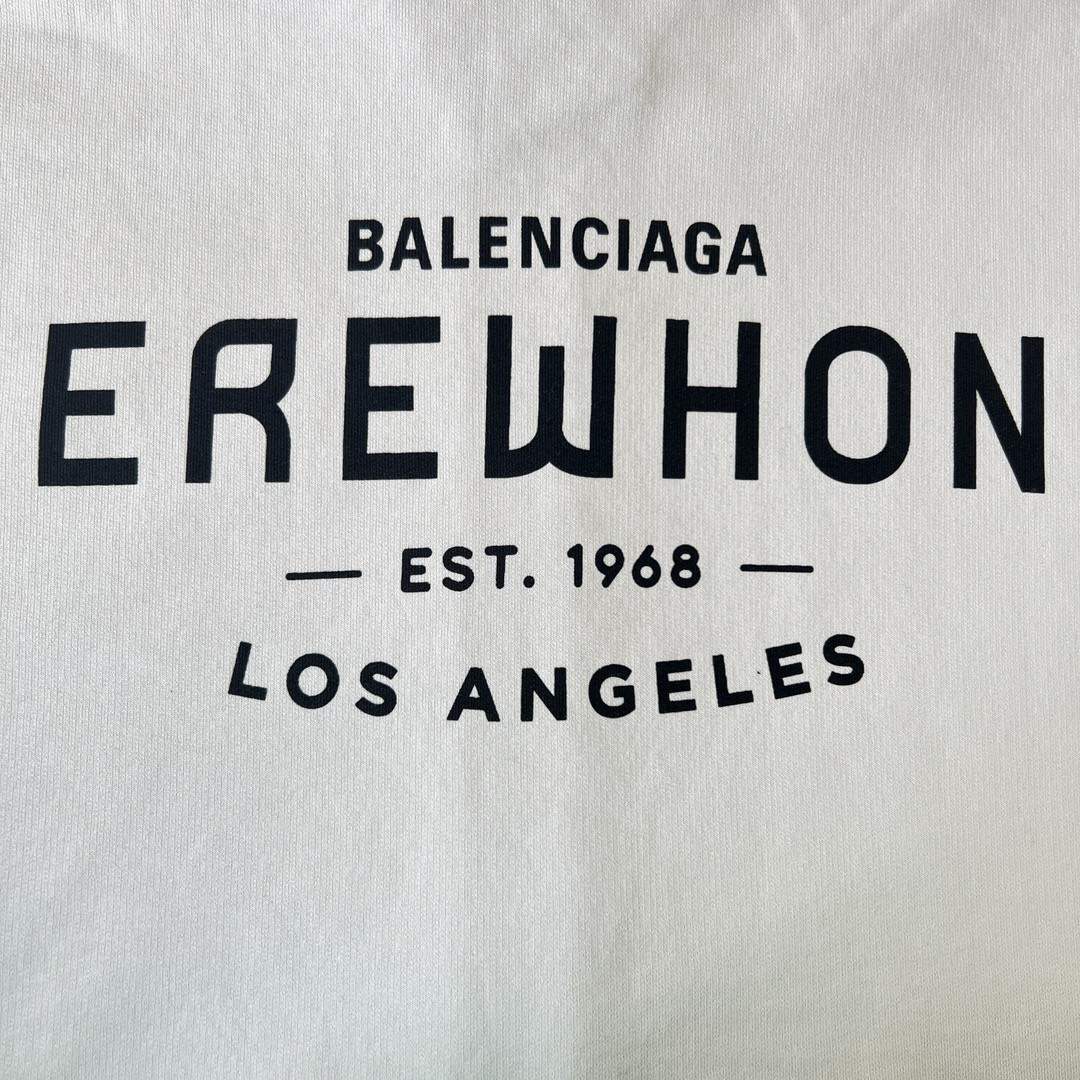 BALENCIAGA
EREWHON
— EST. 1968 —
LOS ANGELES